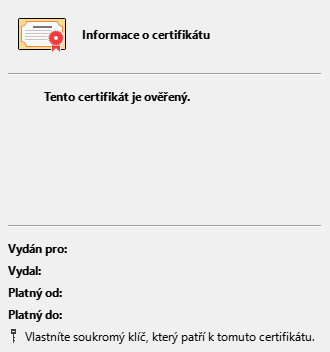 Informace o certifikátu
Tento certifikát je ověřený.
Vydán pro:
Vydal:
Platný od:
Platný do:
Vlastníte soukromý klíč, který patří k tomuto certifikátu.